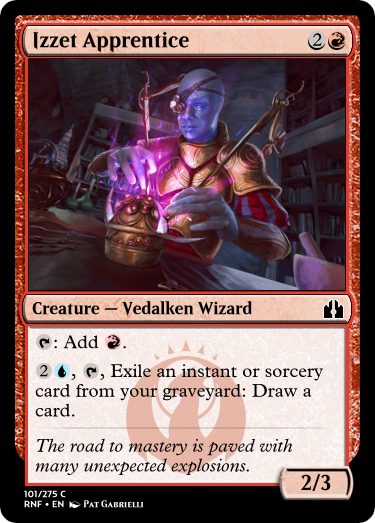 Izzet Apprentice 2
Creature — Vedalken Wizard
: Add .
2 , , Exile an instant or sorcery
card from your graveyard: Draw a
card.
The road to mastery is paved with
many unexpected explosions.
2/3
101/275 C
RNF • EN Pat Gabrielli